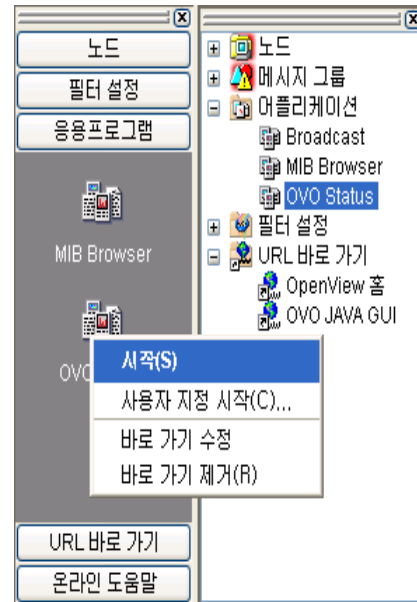 노드
필터 설정
응용프로그램
MIB Browser
OVO
시작(S)
사용자 지정 시작(C)...
바로 가기 수정
바로 가기 제거(R)
URL 바로 가기
온라인 도움말
노드
메시지 그룹
어플리케이션
Broadcast
MIB Browser
OVO Status
필터 설정
URL 바로 가기
OpenView 홈
OVO JAVA GUI